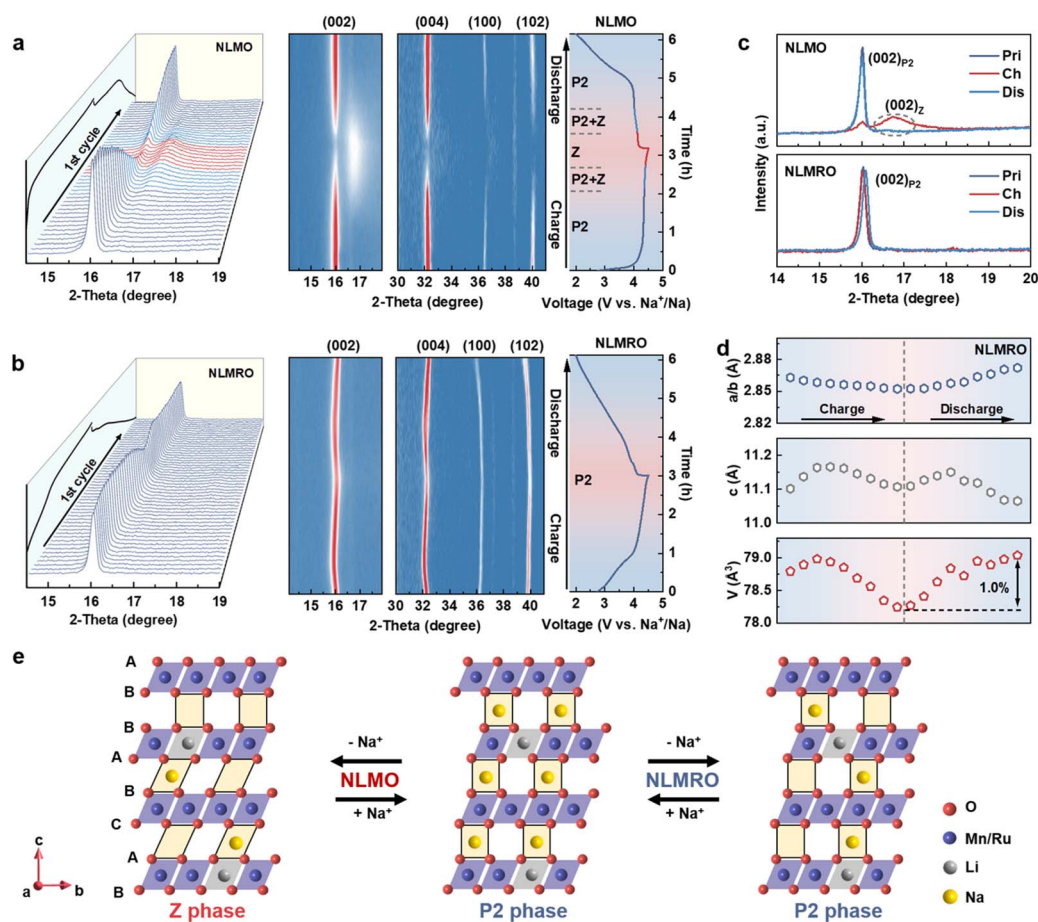 a
NLMO
1st cycle
15 16 17 18 19
2-Theta (degree)
(002) (004) (100) (102)
15 16 17 18 30 32 34 36 38 40
2-Theta (degree)
Discharge
Charge
NLMO
P2
P2+Z
Z
P2+Z
P2
6
5
4
3
2
1
0
Time (h)
2 3 4 5
Voltage (V vs. Na⁺/Na)
b
NLMRO
1st cycle
15 16 17 18 19
2-Theta (degree)
(002) (004) (100) (102)
15 16 17 18 30 32 34 36 38 40
2-Theta (degree)
Discharge
Charge
NLMRO
P2
6
5
4
3
2
1
0
Time (h)
2 3 4 5
Voltage (V vs. Na⁺/Na)
c
Intensity (a.u.)
NLMO
(002)P2
(002)Z
Pri
Ch
Dis
NLMRO
(002)P2
Pri
Ch
Dis
14 15 16 17 18 19 20
2-Theta (degree)
d
NLMRO
a/b (Å)
2.88
2.85
2.82
Charge
Discharge
c (Å)
11.2
11.1
11.0
V (Å³)
79.0
78.5
78.0
1.0%
e
A
B
B
A
B
C
A
B
c
a b
Z phase
- Na⁺
NLMO
+ Na⁺
P2 phase
- Na⁺
NLMRO
+ Na⁺
P2 phase
O
Mn/Ru
Li
Na